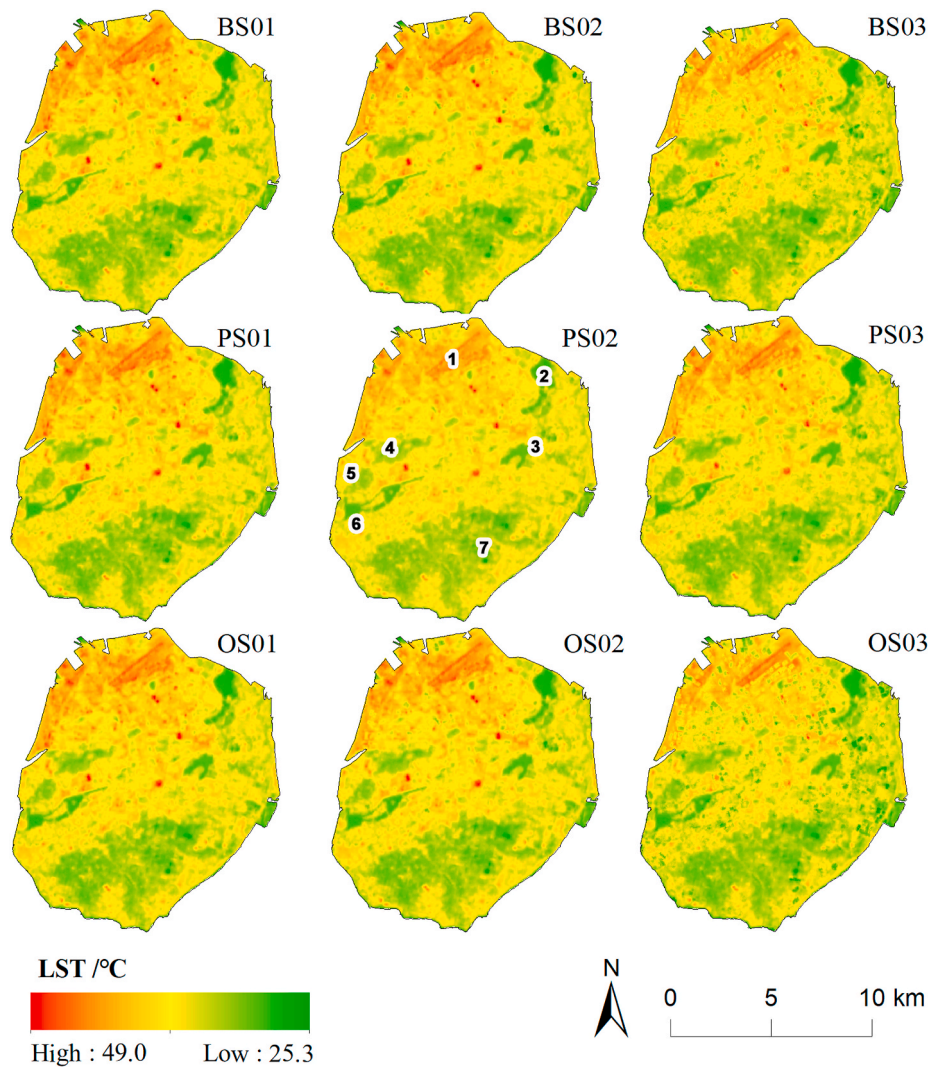 BS01
BS02
BS03
PS01
PS02
PS03
1
2
3
4
5
6
7
OS01
OS02
OS03
LST /°C
High : 49.0
Low : 25.3
N
0 5 10 km